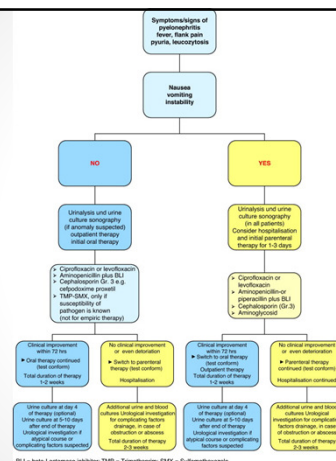 Symptoms/signs of
pyelonephritis
fever, flank pain
pyuria, leucozytosis
Nausea
vomiting
instability
NO
YES
Urinalysis und urine
culture sonography
(if anomaly suspected)
outpatient therapy
initial oral therapy
Urinalysis und urine
culture sonography
(in all patients)
Consider hospitalisation
and initial parenteral
therapy for 1-3 days
➤ Ciprofloxacin or levofloxacin
➤ Aminopenicillin plus BLI
➤ Cephalosporin Gr. 3 e.g.
cefpodoxime proxetil
➤ TMP-SMX, only if
susceptibility of
pathogen is known
(not for empiric therapy)
➤ Ciprofloxacin or
levofloxacin
➤ Aminopenicillin-or
piperacillin plus BLI
➤ Cephalosporin (Gr.3)
➤ Aminoglycosid
Clinical improvement
within 72 hrs
► Oral therapy continued
(test conform)
Total duration of therapy
1-2 weeks
No clinical improvement
or even deterioration
► Switch to parenteral
therapy (test conform)
Hospitalisation
Clinical improvement
within 72 hrs
► Switch to oral therapy
(test conform)
Outpatient therapy
Total duration of therapy
1-2 weeks
No clinical improvement
or even deterioration
► Parenteral therapy
continued (test conform)
Hospitalisation continued
Urine culture at day 4
of therapy (optional)
Urine culture at 5-10 days
after end of therapy
Urological investigation if
atypical course or complicating
factors suspected
Additional urine and blood
cultures Urological
investigation for
complicating factors
drainage, in case of
obstruction or abscess
Total duration of therapy
2-3 weeks
Urine culture at day 4
of therapy (optional)
Urine culture at 5-10 days
after end of therapy
Urological investigation if
atypical course or complicating
factors suspected
Additional urine and blood
cultures Urological
investigation for
complicating factors
drainage, in case
of obstruction or abscess
Total duration of therapy
2-3 weeks